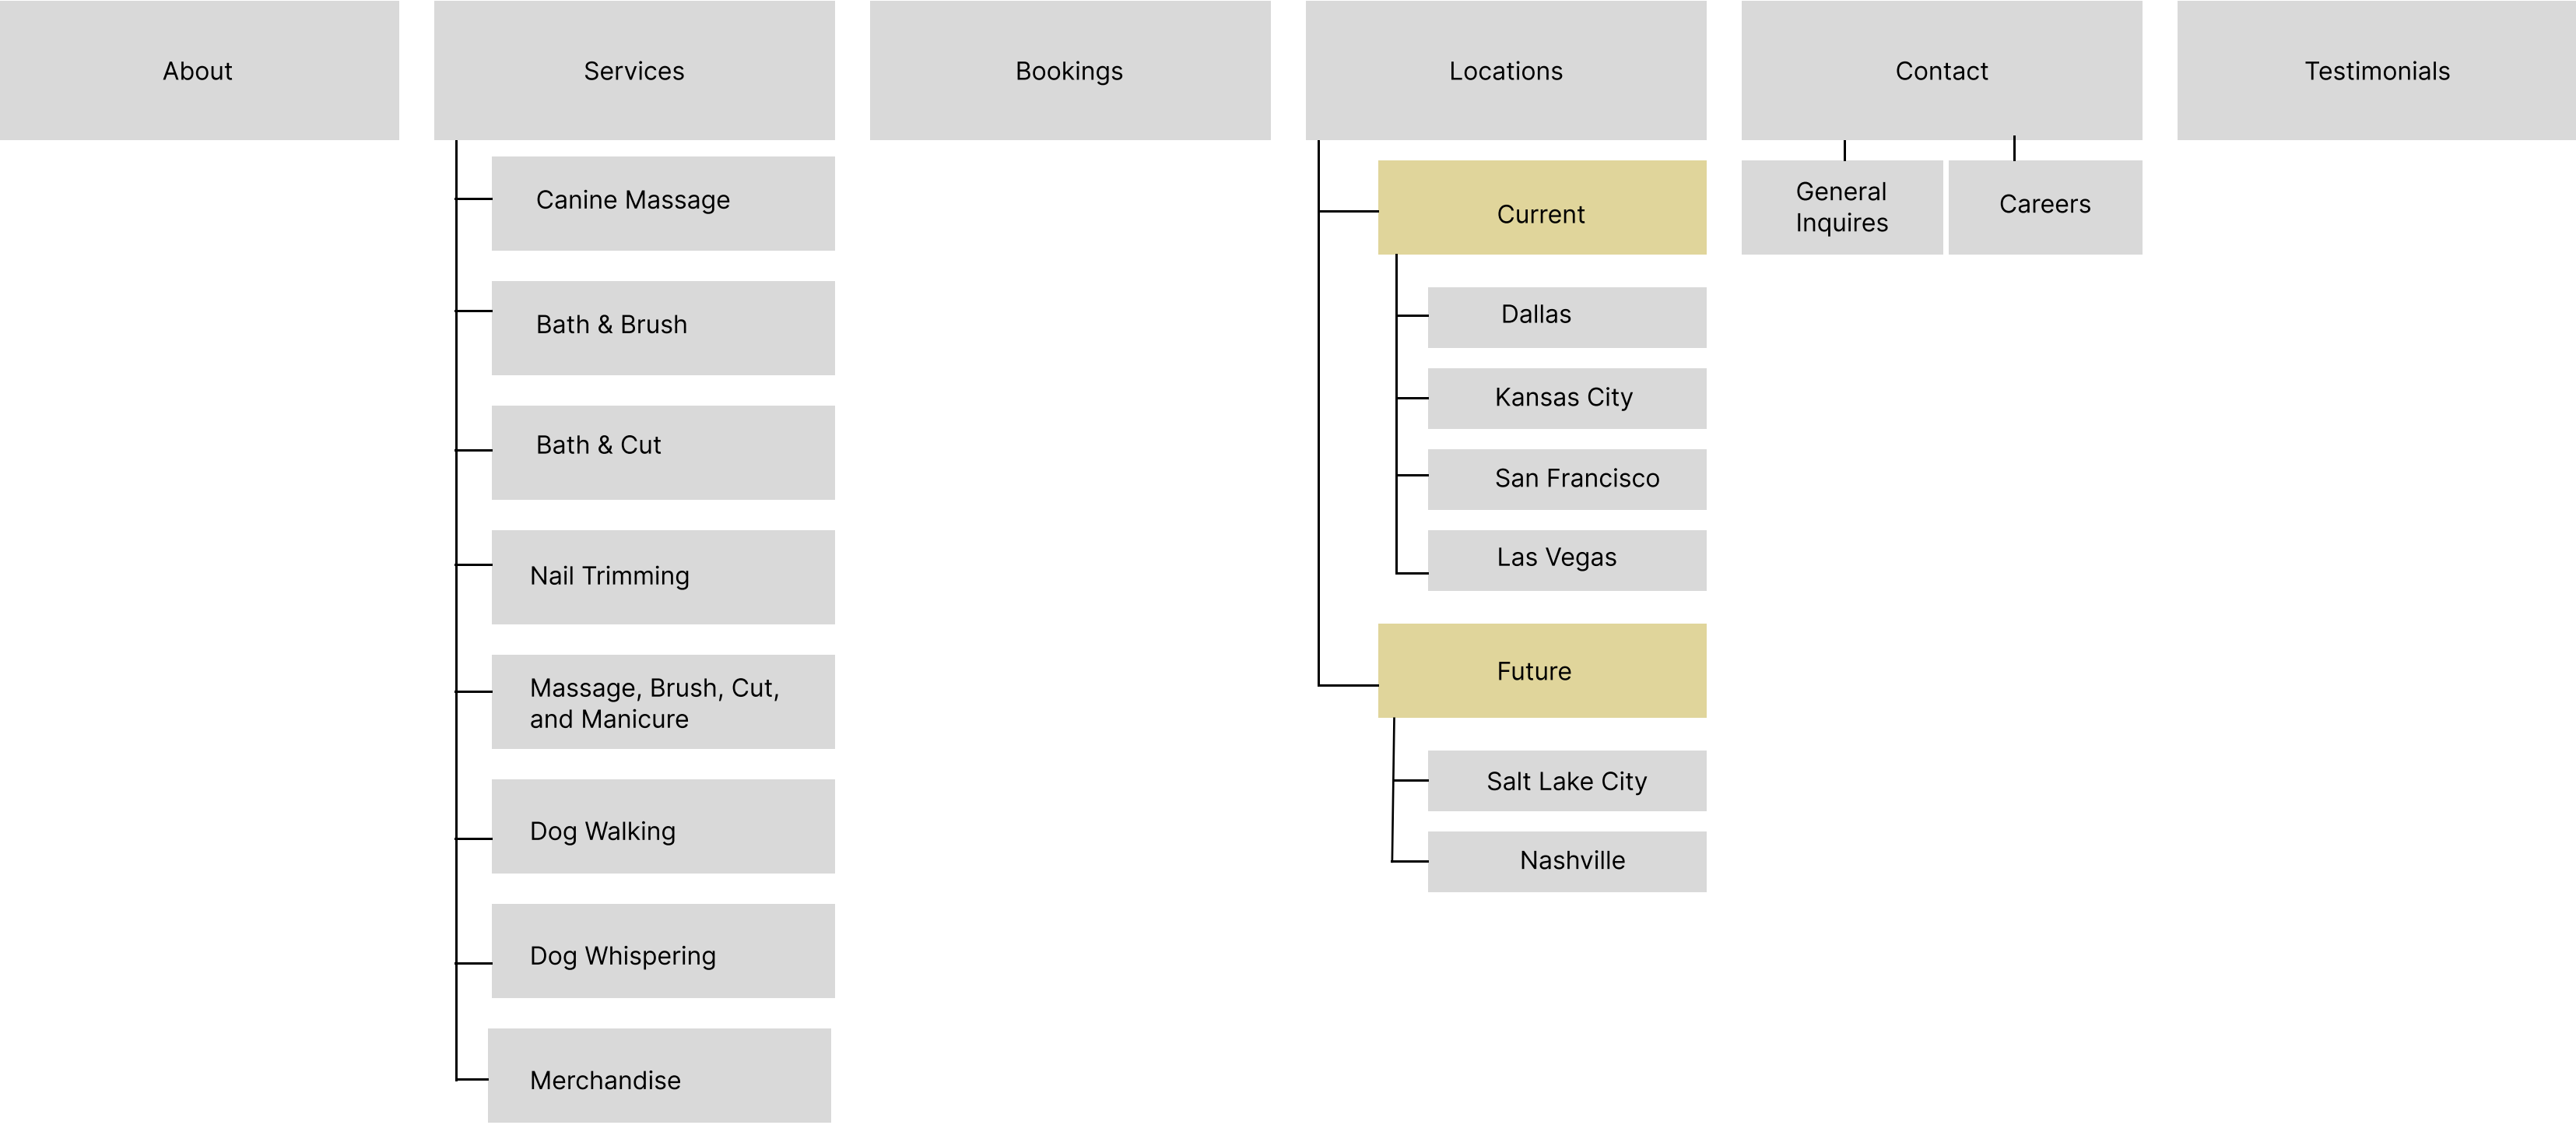 About
Services
Bookings
Locations
Contact
Testimonials
Canine Massage
Bath & Brush
Bath & Cut
Nail Trimming
Massage, Brush, Cut,
and Manicure
Dog Walking
Dog Whispering
Merchandise
Current
Dallas
Kansas City
San Francisco
Las Vegas
Future
Salt Lake City
Nashville
General
Inquires
Careers